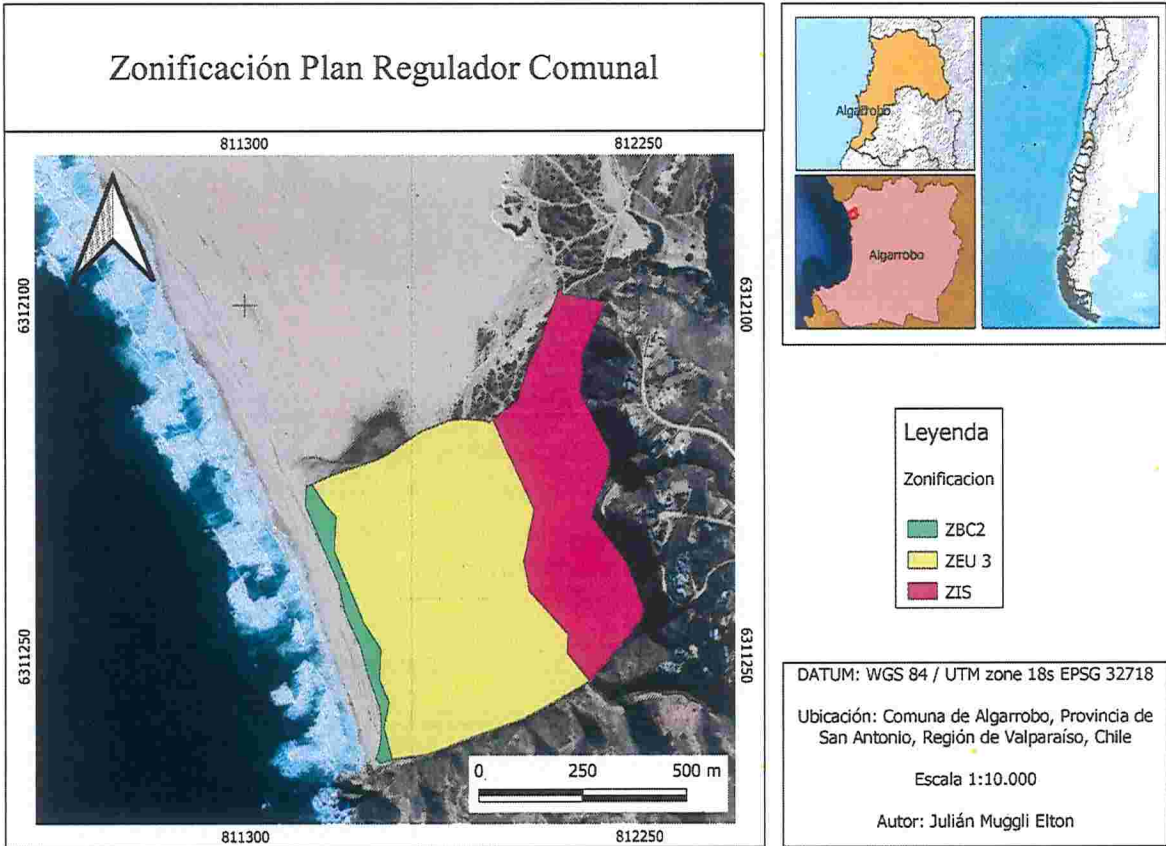 Zonificación Plan Regulador Comunal
811300
812250
6312100
6312100
6311250
6311250
0
250
500 m
811300
812250
Algarrobo
Algarrobo
Leyenda
Zonificacion
ZBC2
ZEU 3
ZIS
DATUM: WGS 84 / UTM zone 18s EPSG 32718
Ubicación: Comuna de Algarrobo, Provincia de
San Antonio, Región de Valparaíso, Chile
Escala 1:10.000
Autor: Julián Muggli Elton